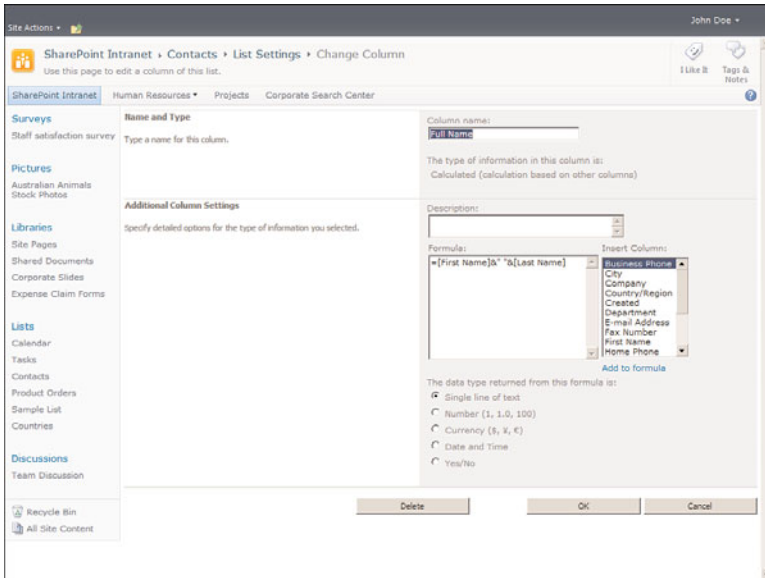 John Doe
Site Actions
SharePoint Intranet › Contacts › List Settings › Change Column
Use this page to edit a column of this list.
I Like It
Tags &
Notes
SharePoint Intranet
Human Resources
Projects
Corporate Search Center
Surveys
Staff satisfaction survey
Pictures
Australian Animals
Stock Photos
Libraries
Site Pages
Shared Documents
Corporate Slides
Expense Claim Forms
Lists
Calendar
Tasks
Contacts
Product Orders
Sample List
Countries
Discussions
Team Discussion
Recycle Bin
All Site Content
Name and Type
Type a name for this column.
Column name:
Full Name
The type of information in this column is:
Calculated (calculation based on other columns)
Additional Column Settings
Specify detailed options for the type of information you selected.
Description:
Formula:
=[First Name]&" "&[Last Name]
Insert Column:
Business Phone
City
Company
Country/Region
Created
Department
E-mail Address
Fax Number
First Name
Home Phone
Add to formula
The data type returned from this formula is:
Single line of text
Number (1, 1.0, 100)
Currency ($, ¥, €)
Date and Time
Yes/No
Delete
OK
Cancel